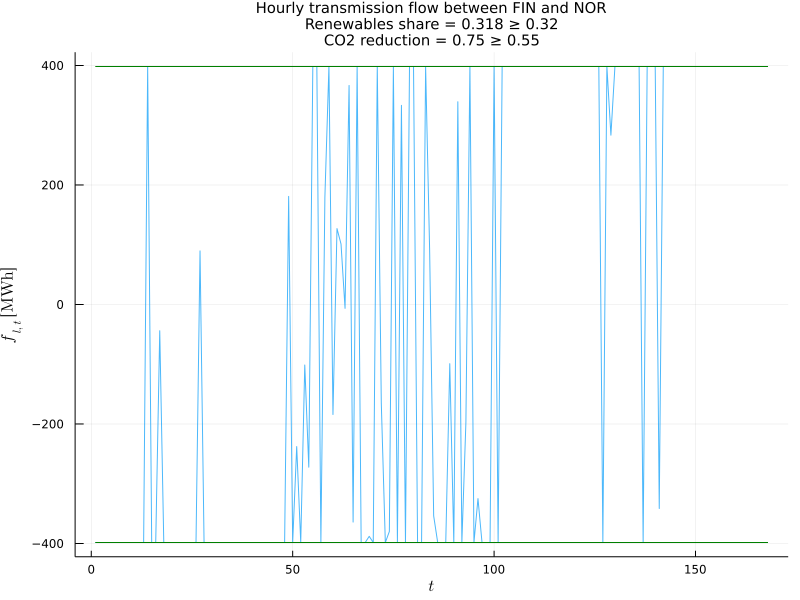 Hourly transmission flow between FIN and NOR
Renewables share = 0.318 ≥ 0.32
CO2 reduction = 0.75 ≥ 0.55
400
200
0
−200
−400
f_{l,t} [MWh]
0
50
100
150
t